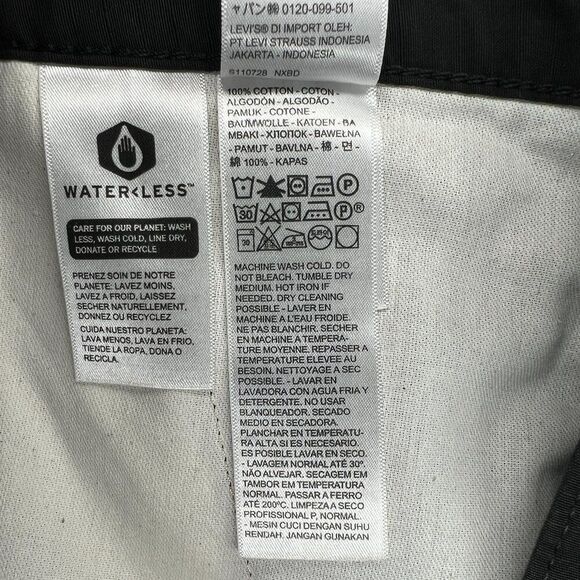 ャパン㈱ 0120-099-501
LEVI'S® DI IMPORT OLEH:
PT LEVI STRAUSS INDONESIA
JAKARTA - INDONESIA
S110728 NXBD
100% COTTON - COTON -
ALGODÓN - ALGODÃO -
PAMUK - COTONE -
BAUMWOLLE - KATOEN - BA
MBAKI - ХЛОПОК - BAWEŁNA
- PAMUT - BAVLNA - 棉 - 면 -
綿 100% - KAPAS
P
30 P
30
MACHINE WASH COLD. DO
NOT BLEACH. TUMBLE DRY
MEDIUM. HOT IRON IF
NEEDED. DRY CLEANING
POSSIBLE - LAVER EN
MACHINE A L'EAU FROIDE.
NE PAS BLANCHIR. SECHER
EN MACHINE A TEMPERA-
TURE MOYENNE. REPASSER A
TEMPERATURE ELEVEE AU
BESOIN. NETTOYAGE A SEC
POSSIBLE. - LAVAR EN
LAVADORA CON AGUA FRIA Y
DETERGENTE. NO USAR
BLANQUEADOR. SECADO
MEDIO EN SECADORA.
PLANCHAR EN TEMPERATU-
RA ALTA SI ES NECESARIO.
ES POSIBLE LAVAR EN SECO.
- LAVAGEM NORMAL ATÉ 30°.
NÃO ALVEJAR. SECAGEM EM
TAMBOR EM TEMPERATURA
NORMAL. PASSAR A FERRO
ATÉ 200ºC. LIMPEZA A SECO
PROFISSIONAL P, NORMAL.
- MESIN CUCI DENGAN SUHU
RENDAH. JANGAN GUNAKAN
WATER<LESS™
CARE FOR OUR PLANET: WASH
LESS, WASH COLD, LINE DRY,
DONATE OR RECYCLE
PRENEZ SOIN DE NOTRE
PLANETE: LAVEZ MOINS,
LAVEZ A FROID, LAISSEZ
SECHER NATURELLEMENT,
DONNEZ OU RECYCLEZ
CUIDA NUESTRO PLANETA:
LAVA MENOS, LAVA EN FRIO,
TIENDE LA ROPA, DONA O
RECICLA.